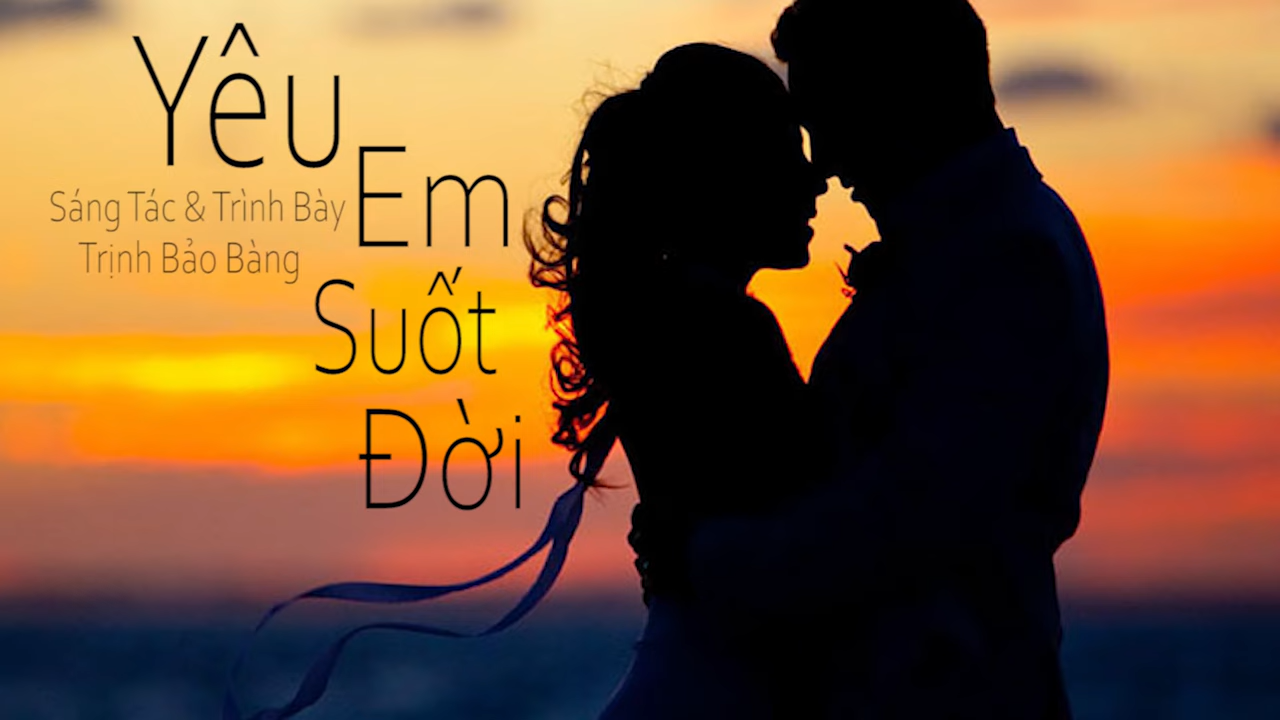 Yêu
Em
Sáng Tác & Trình Bày
Trịnh Bảo Bàng
Suốt
Đời